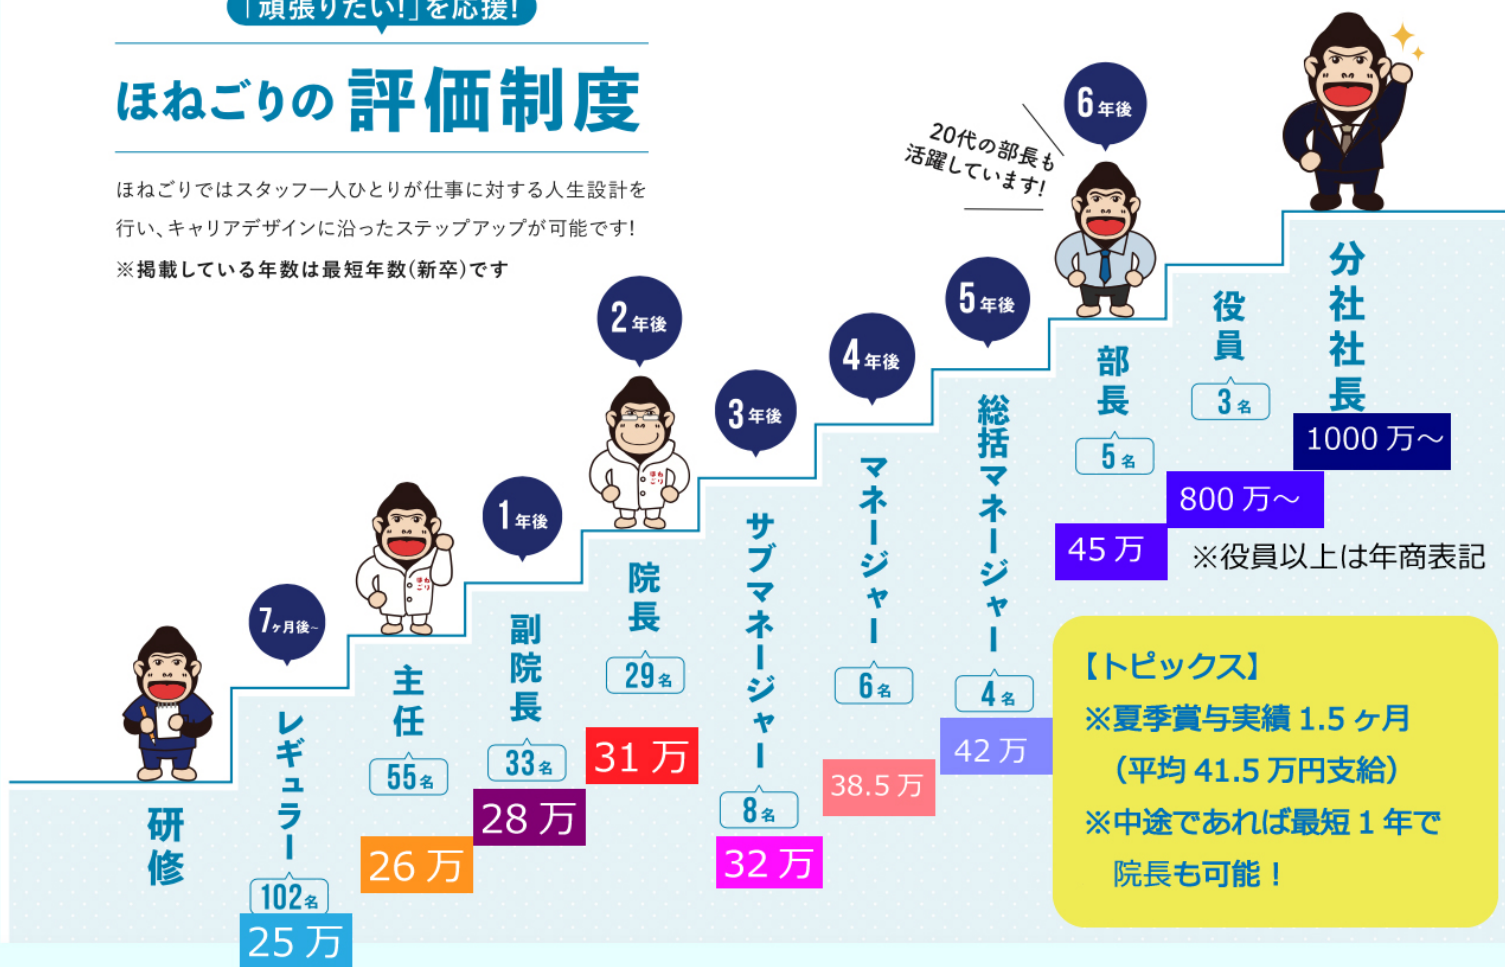 「頑張りたい!」を応援!
ほねごりの評価制度
ほねごりではスタッフ一人ひとりが仕事に対する人生設計を
行い、キャリアデザインに沿ったステップアップが可能です!
※掲載している年数は最短年数(新卒)です
研修
7ヶ月後~
レギュラー
102名
25万
主任
55名
26万
1年後
副院長
33名
28万
2年後
院長
29名
31万
3年後
サブマネージャー
8名
32万
4年後
マネージャー
6名
38.5万
5年後
総括マネージャー
4名
42万
6年後
20代の部長も
活躍しています!
部長
5名
45万
役員
3名
800万～
分社社長
1000万～
※役員以上は年商表記
【トピックス】
※夏季賞与実績1.5ヶ月
（平均41.5万円支給）
※中途であれば最短1年で
院長も可能！
ほねごり
ほねごり